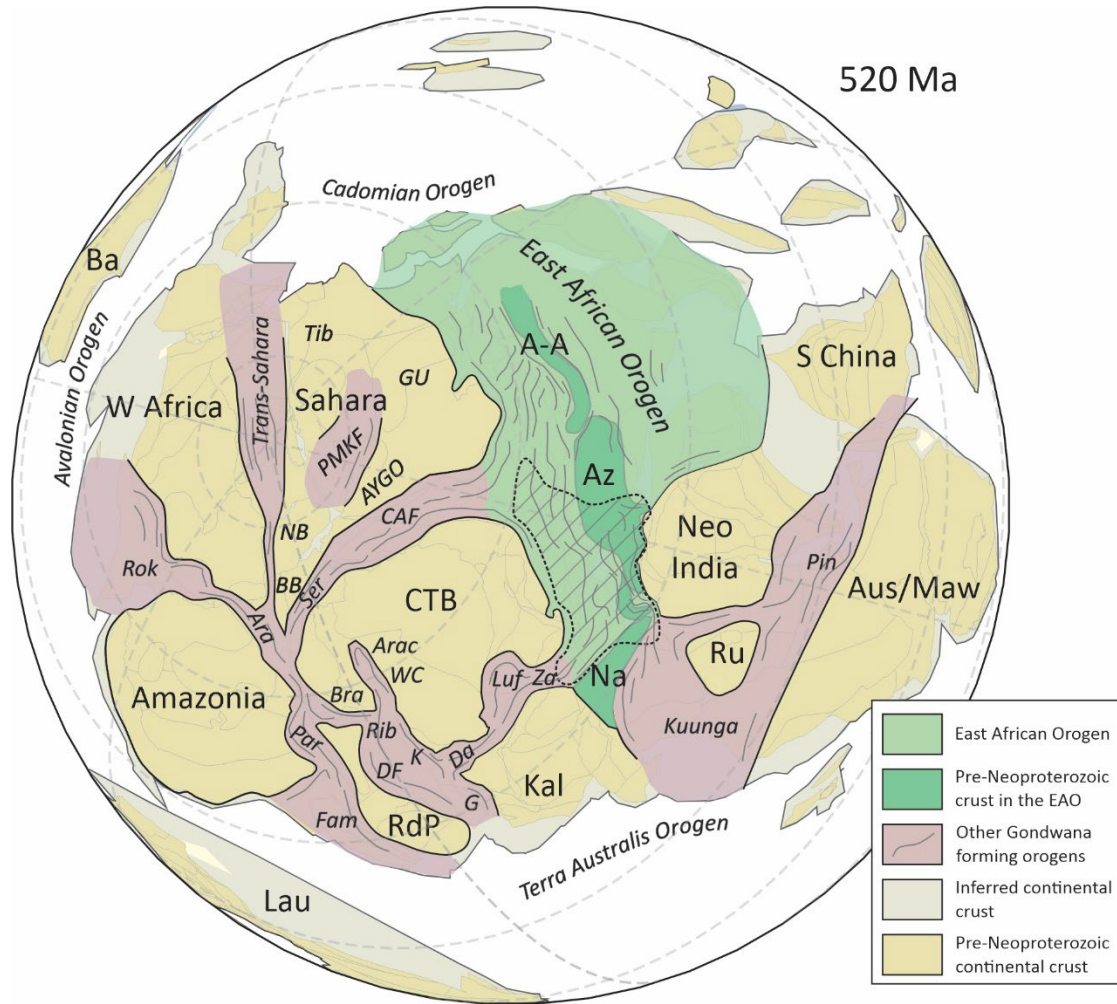 520 Ma
Cadomian Orogen
Ba
Avalonian Orogen
East African Orogen
Tib
Trans-Sahara
A-A
S China
GU
W Africa
Sahara
PMKF
AYGO
Az
CAF
NB
Neo
India
Pin
Rok
BB
Ser
CTB
Aus/Maw
Ara
Arac
WC
Luf
Za
Na
Ru
Amazonia
Bra
Rib
Kuunga
Par
K
Da
DF
Kal
G
Fam
RdP
Terra Australis Orogen
Lau
East African Orogen
Pre-Neoproterozoic
crust in the EAO
Other Gondwana
forming orogens
Inferred continental
crust
Pre-Neoproterozoic
continental crust